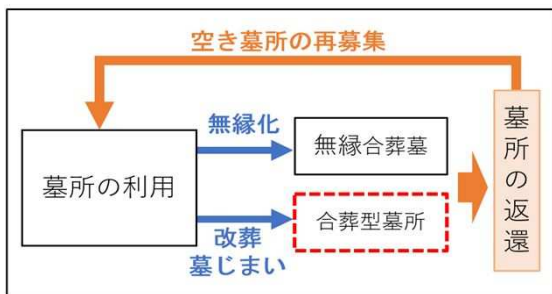 空き墓所の再募集
無縁化
無縁合葬墓
墓所の利用
合葬型墓所
改葬
墓じまい
墓所の返還